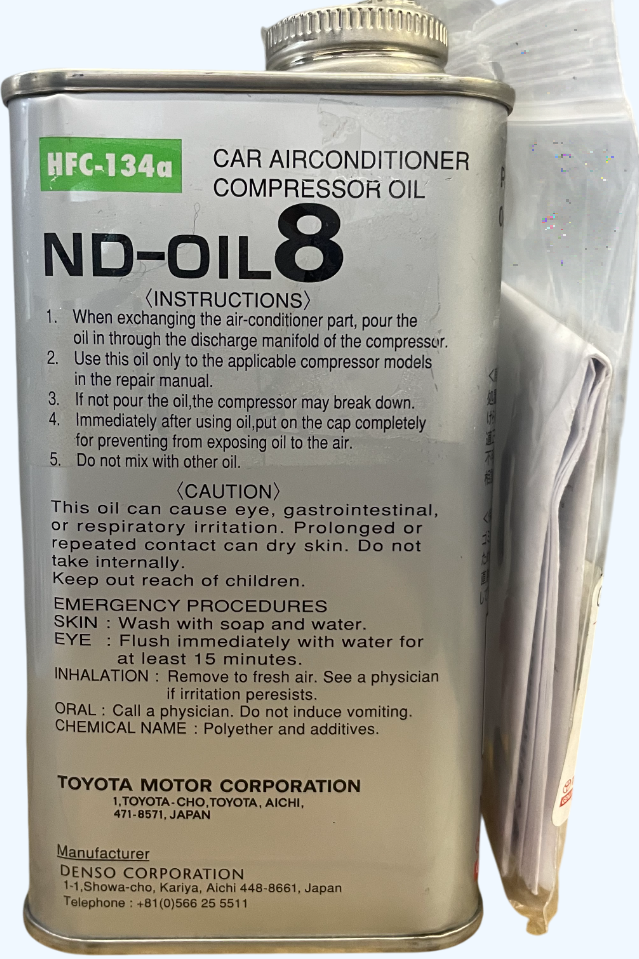 HFC-134a
CAR AIRCONDITIONER
COMPRESSOR OIL
ND-OIL8
〈INSTRUCTIONS〉
1. When exchanging the air-conditioner part, pour the
oil in through the discharge manifold of the compressor.
2. Use this oil only to the applicable compressor models
in the repair manual.
3. If not pour the oil,the compressor may break down.
4. Immediately after using oil,put on the cap completely
for preventing from exposing oil to the air.
5. Do not mix with other oil.
〈CAUTION〉
This oil can cause eye, gastrointestinal,
or respiratory irritation. Prolonged or
repeated contact can dry skin. Do not
take internally.
Keep out reach of children.
EMERGENCY PROCEDURES
SKIN : Wash with soap and water.
EYE : Flush immediately with water for
at least 15 minutes.
INHALATION : Remove to fresh air. See a physician
if irritation peresists.
ORAL : Call a physician. Do not induce vomiting.
CHEMICAL NAME : Polyether and additives.
TOYOTA MOTOR CORPORATION
1,TOYOTA-CHO,TOYOTA, AICHI,
471-8571, JAPAN
Manufacturer
DENSO CORPORATION
1-1,Showa-cho, Kariya, Aichi 448-8661, Japan
Telephone : +81(0)566 25 5511